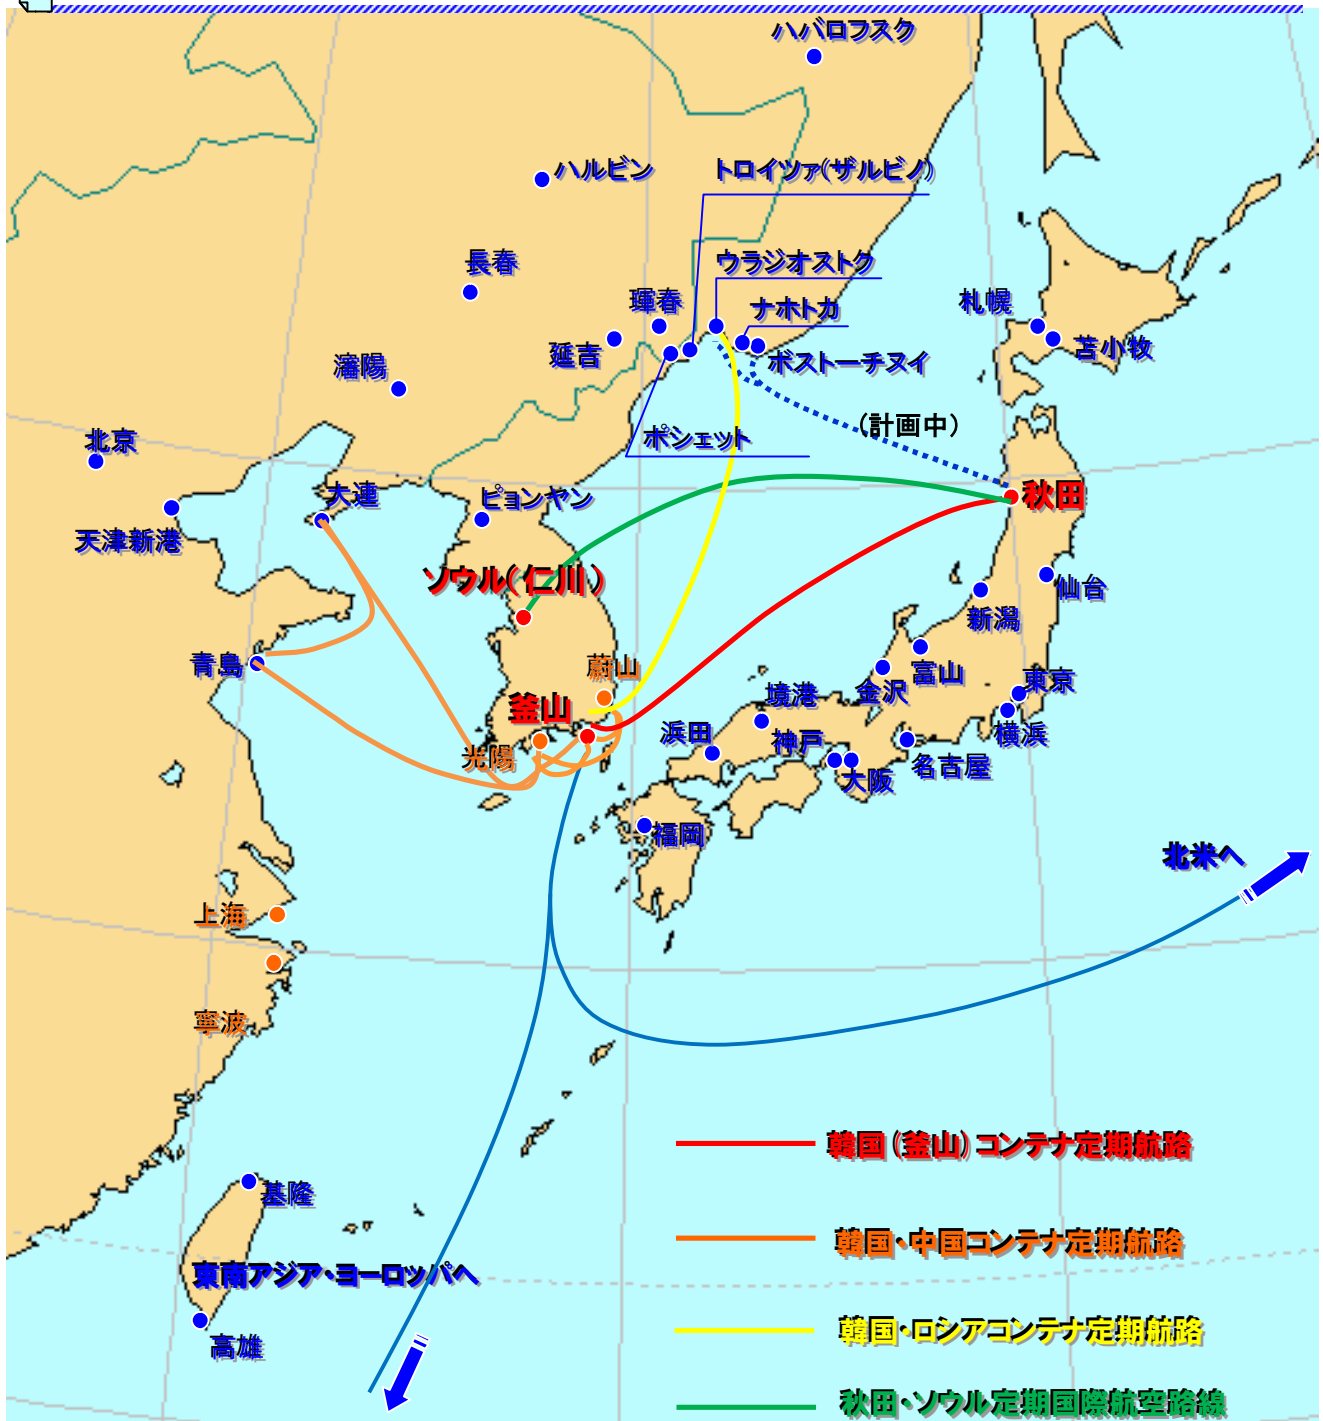 ハバロフスク
ハルビン
トロイツァ(ザルビノ)
長春
ウラジオストク
琿春
ナホトカ
札幌
延吉
ボストーチヌイ
苫小牧
瀋陽
(計画中)
ポシェット
北京
大連
ピョンヤン
秋田
天津新港
ソウル(仁川)
仙台
新潟
青島
蔚山
富山
東京
金沢
釜山
境港
横浜
浜田
神戸
光陽
名古屋
大阪
福岡
北米へ
上海
寧波
韓国(釜山)コンテナ定期航路
基隆
韓国・中国コンテナ定期航路
東南アジア・ヨーロッパへ
韓国・ロシアコンテナ定期航路
高雄
秋田・ソウル定期国際航空路線